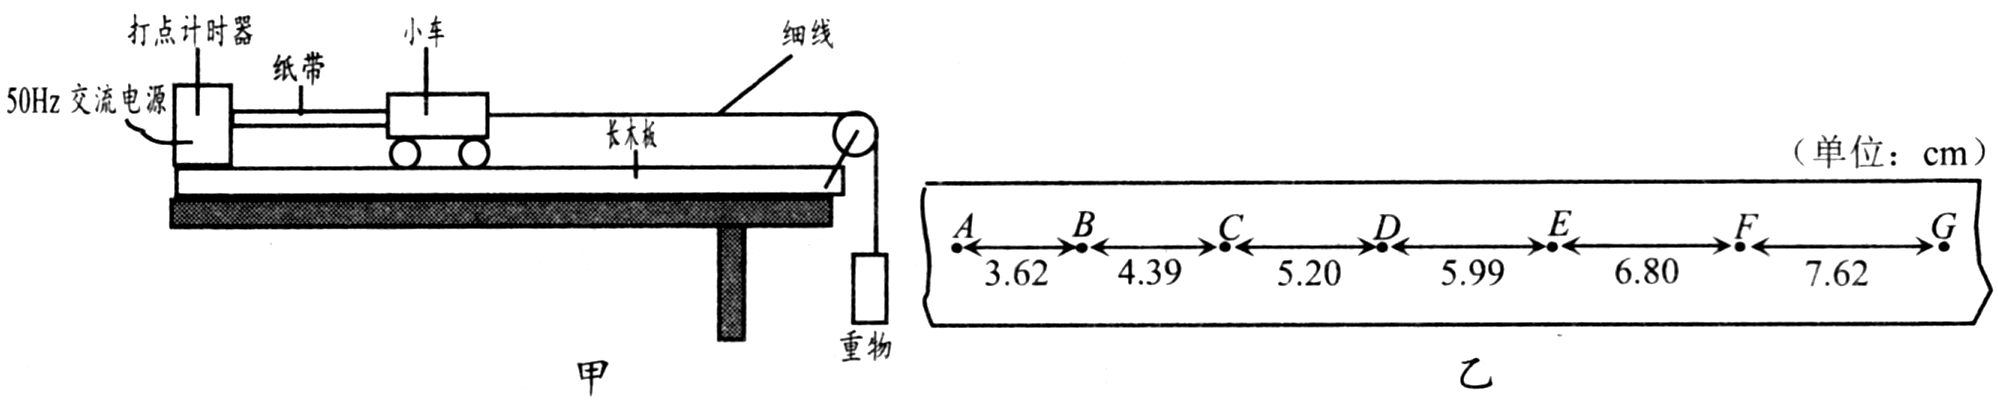 打点计时器
小车
细线
纸带
50Hz 交流电源
长木板
重物
甲
（单位：cm）
A B C D E F G
3.62 4.39 5.20 5.99 6.80 7.62
乙